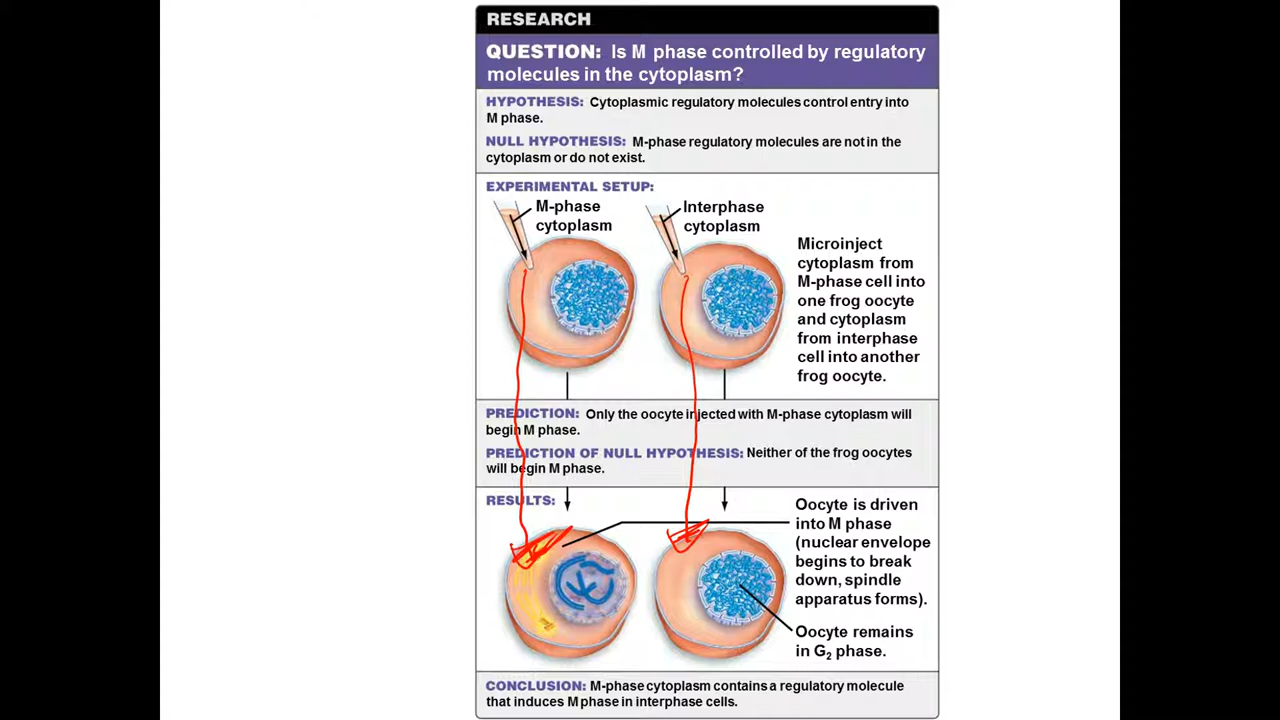 RESEARCH
QUESTION: Is M phase controlled by regulatory
molecules in the cytoplasm?
HYPOTHESIS: Cytoplasmic regulatory molecules control entry into
M phase.
NULL HYPOTHESIS: M-phase regulatory molecules are not in the
cytoplasm or do not exist.
EXPERIMENTAL SETUP:
M-phase
cytoplasm
Interphase
cytoplasm
Microinject
cytoplasm from
M-phase cell into
one frog oocyte
and cytoplasm
from interphase
cell into another
frog oocyte.
PREDICTION: Only the oocyte injected with M-phase cytoplasm will
begin M phase.
PREDICTION OF NULL HYPOTHESIS: Neither of the frog oocytes
will begin M phase.
RESULTS:
Oocyte is driven
into M phase
(nuclear envelope
begins to break
down, spindle
apparatus forms).
Oocyte remains
in G₂ phase.
CONCLUSION: M-phase cytoplasm contains a regulatory molecule
that induces M phase in interphase cells.